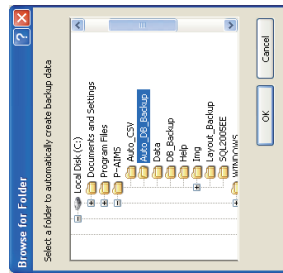 Browse for Folder
Select a folder to automatically create backup data
Local Disk (C:)
Documents and Settings
Program Files
P-AIMS
Auto_CSV
Auto_DB_Backup
Data
DB_Backup
Help
Img
Layout_Backup
SQL2005EE
WINDOWS
OK
Cancel